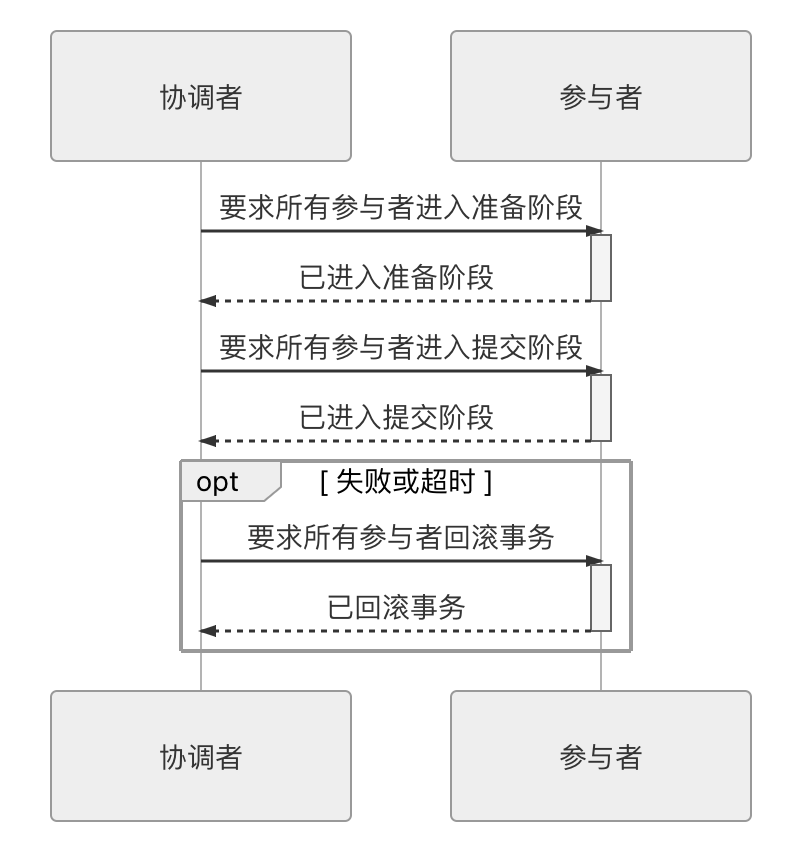 协调者
参与者
要求所有参与者进入准备阶段
已进入准备阶段
要求所有参与者进入提交阶段
已进入提交阶段
opt
[ 失败或超时 ]
要求所有参与者回滚事务
已回滚事务
协调者
参与者